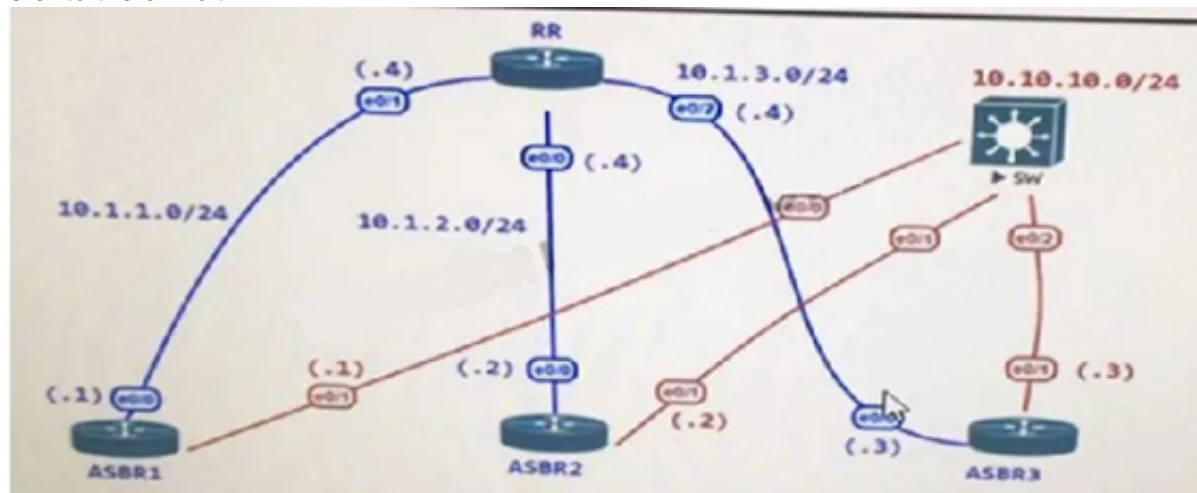 RR
(.4)
e0/1
10.1.3.0/24
e0/2
(.4)
10.10.10.0/24
e0/0
(.4)
SW
10.1.1.0/24
10.1.2.0/24
e0/0
e0/1
e0/2
(.1)
e0/0
(.1)
e0/1
(.2)
e0/0
e0/1
(.2)
e0/1
(.3)
(.3)
ASBR1
ASBR2
ASBR3